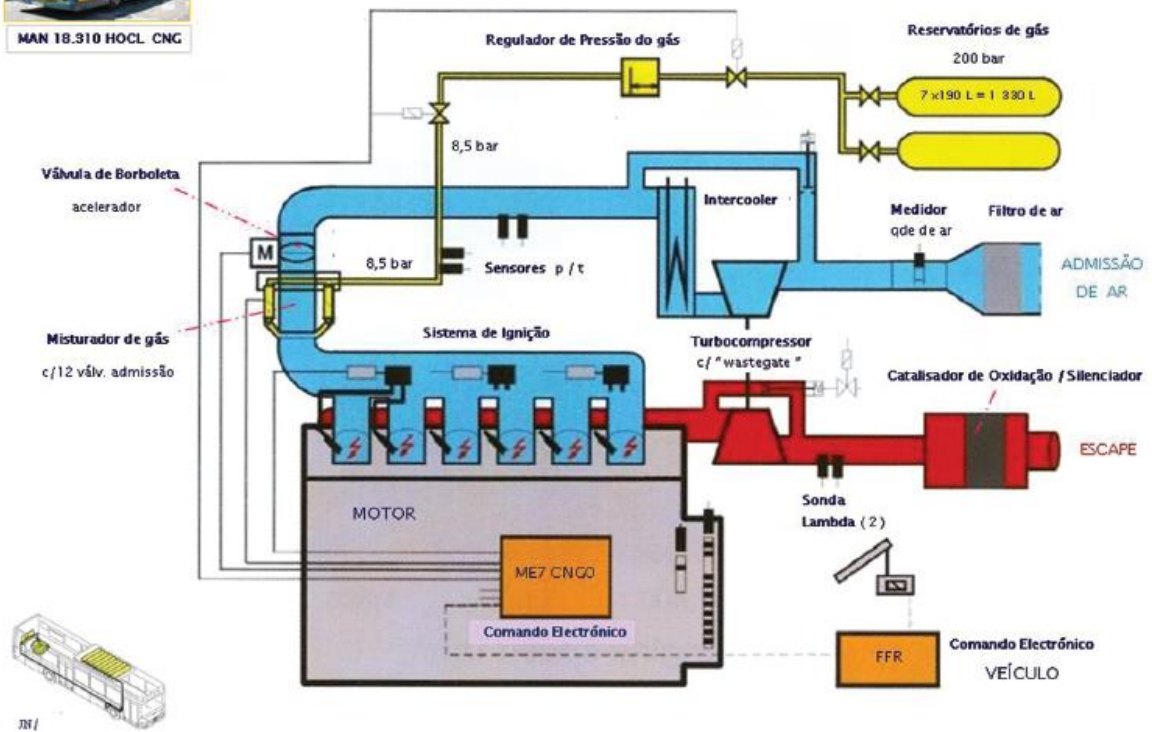 MAN 18.310 HOCL CNG
Regulador de Pressão do gás
Reservatórios de gás
200 bar
7 x190 L = 1 330 L
8,5 bar
Válvula de Borboleta
acelerador
Intercooler
Medidor
qde de ar
Filtro de ar
M
8,5 bar
Sensores p / t
ADMISSÃO
DE AR
Misturador de gás
c/12 válv. admissão
Sistema de Ignição
Turbocompressor
c/ "wastegate"
Catalisador de Oxidação / Silenciador
ESCAPE
MOTOR
Sonda
Lambda (2)
ME7 CNG0
Comando Electrónico
FFR
Comando Electrónico
VEÍCULO